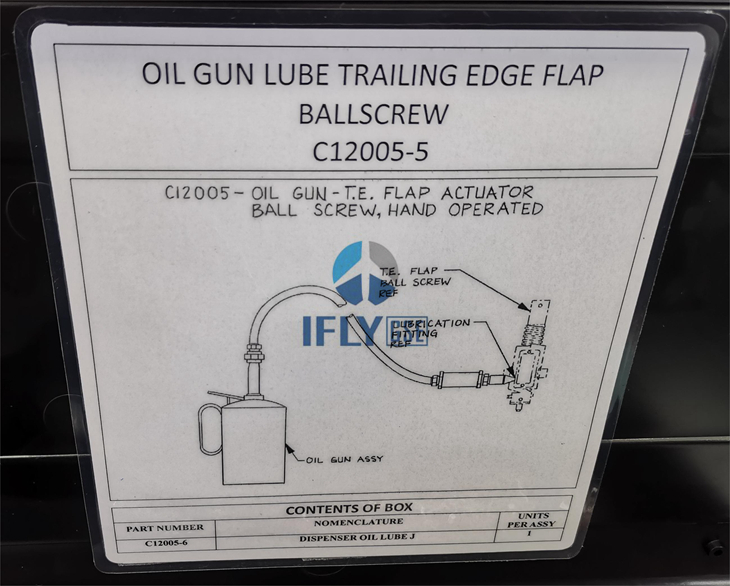 OIL GUN LUBE TRAILING EDGE FLAP
BALLSCREW
C12005-5
C12005- OIL GUN-T.E. FLAP ACTUATOR
BALL SCREW, HAND OPERATED
T.E. FLAP
BALL SCREW
REF
IFLY
LUBRICATION
FITTING
REF
OIL GUN ASSY
CONTENTS OF BOX
PART NUMBER NOMENCLATURE UNITS PER ASSY
C12005-6 DISPENSER OIL LUBE J 1